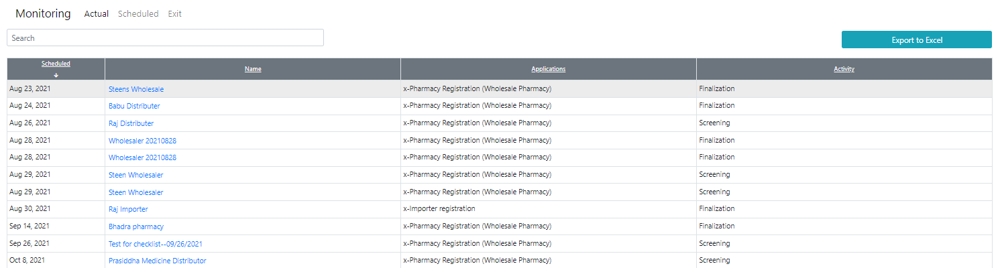 Monitoring Actual Scheduled Exit
Search
Export to Excel
Scheduled Name Applications Activity
Aug 23, 2021 Steens Wholesale x-Pharmacy Registration (Wholesale Pharmacy) Finalization
Aug 24, 2021 Babu Distributer x-Pharmacy Registration (Wholesale Pharmacy) Finalization
Aug 26, 2021 Raj Distributer x-Pharmacy Registration (Wholesale Pharmacy) Screening
Aug 28, 2021 Wholesaler 20210828 x-Pharmacy Registration (Wholesale Pharmacy) Finalization
Aug 28, 2021 Wholesaler 20210828 x-Pharmacy Registration (Wholesale Pharmacy) Finalization
Aug 29, 2021 Steen Wholesaler x-Pharmacy Registration (Wholesale Pharmacy) Screening
Aug 29, 2021 Steen Wholesaler x-Pharmacy Registration (Wholesale Pharmacy) Screening
Aug 30, 2021 Raj Importer x-Importer registration Finalization
Sep 14, 2021 Bhadra pharmacy x-Pharmacy Registration (Wholesale Pharmacy) Finalization
Sep 26, 2021 Test for checklist--09/26/2021 x-Pharmacy Registration (Wholesale Pharmacy) Screening
Oct 8, 2021 Prasiddha Medicine Distributor x-Pharmacy Registration (Wholesale Pharmacy) Screening